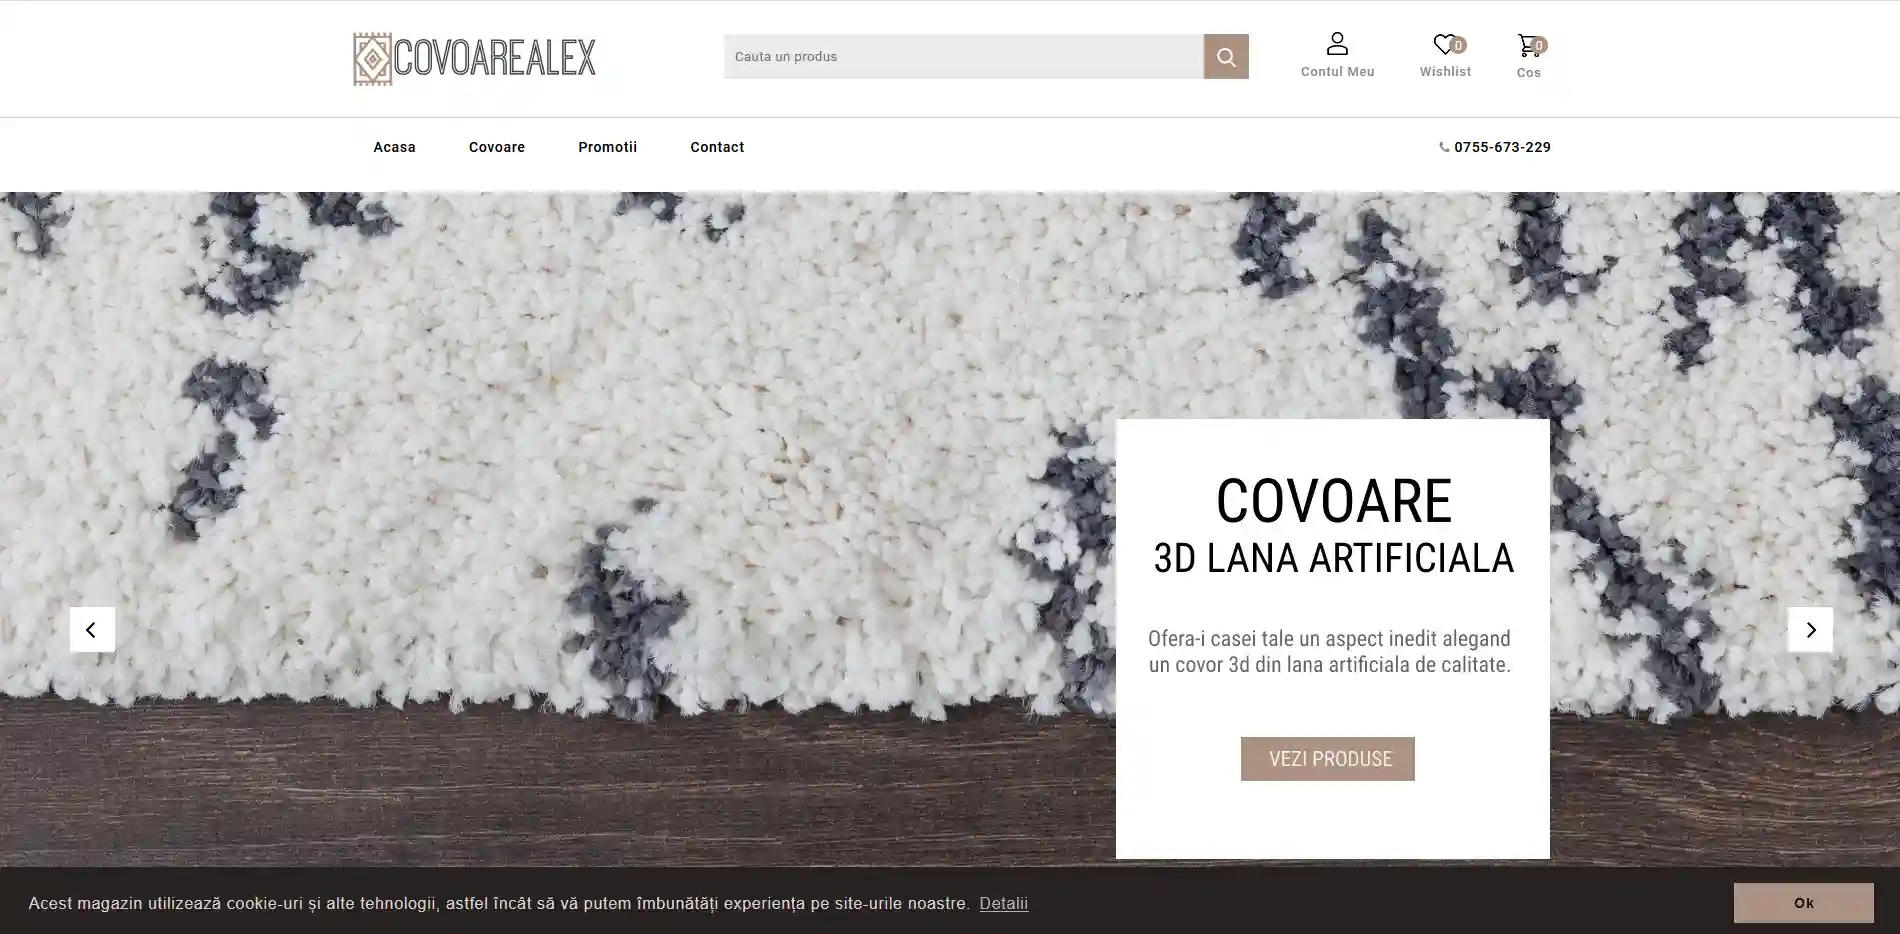 COVOAREALEX
Cauta un produs
Contul Meu
0
Wishlist
0
Cos
Acasa
Covoare
Promotii
Contact
0755-673-229
COVOARE
3D LANA ARTIFICIALA
Ofera-i casei tale un aspect inedit alegand
un covor 3d din lana artificiala de calitate.
VEZI PRODUSE
Acest magazin utilizează cookie-uri și alte tehnologii, astfel încât să vă putem îmbunătăți experiența pe site-urile noastre. Detalii
Ok